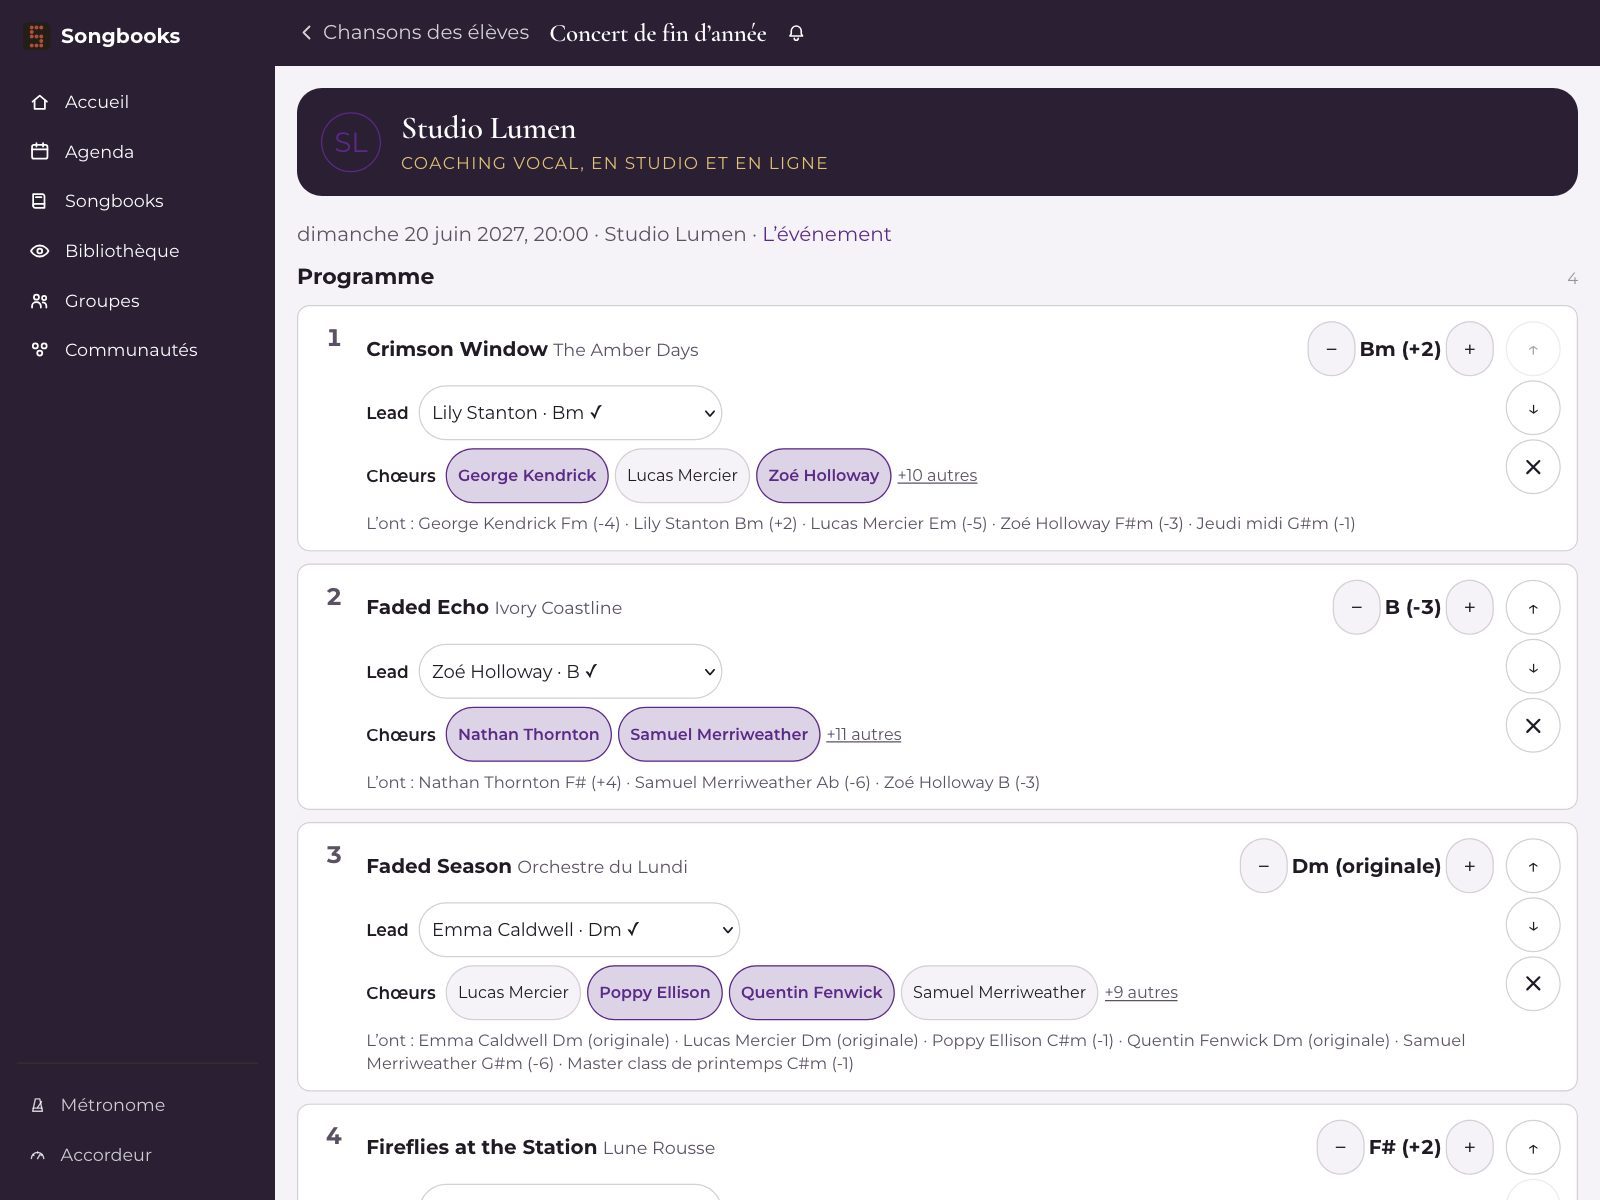 Songbooks
Accueil
Agenda
Songbooks
Bibliothèque
Groupes
Communautés
Métronome
Accordeur
Chansons des élèves Concert de fin d’année
SL
Studio Lumen
COACHING VOCAL, EN STUDIO ET EN LIGNE
dimanche 20 juin 2027, 20:00 · Studio Lumen · L’événement
Programme 4
1 Crimson Window The Amber Days − Bm (+2) + ↑
Lead Lily Stanton · Bm ✓ ↓
Chœurs George Kendrick Lucas Mercier Zoé Holloway +10 autres ✕
L’ont : George Kendrick Fm (-4) · Lily Stanton Bm (+2) · Lucas Mercier Em (-5) · Zoé Holloway F#m (-3) · Jeudi midi G#m (-1)
2 Faded Echo Ivory Coastline − B (-3) + ↑
Lead Zoé Holloway · B ✓ ↓
Chœurs Nathan Thornton Samuel Merriweather +11 autres ✕
L’ont : Nathan Thornton F# (+4) · Samuel Merriweather Ab (-6) · Zoé Holloway B (-3)
3 Faded Season Orchestre du Lundi − Dm (originale) + ↑
Lead Emma Caldwell · Dm ✓ ↓
Chœurs Lucas Mercier Poppy Ellison Quentin Fenwick Samuel Merriweather +9 autres ✕
L’ont : Emma Caldwell Dm (originale) · Lucas Mercier Dm (originale) · Poppy Ellison C#m (-1) · Quentin Fenwick Dm (originale) · Samuel
Merriweather G#m (-6) · Master class de printemps C#m (-1)
4 Fireflies at the Station Lune Rousse − F# (+2) + ↑